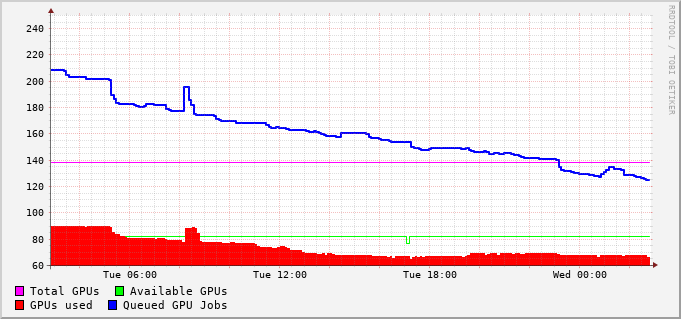 RRDTOOL / TOBI OETIKER
240
220
200
180
160
140
120
100
80
60
Tue 06:00 Tue 12:00 Tue 18:00 Wed 00:00
Total GPUs Available GPUs
GPUs used Queued GPU Jobs